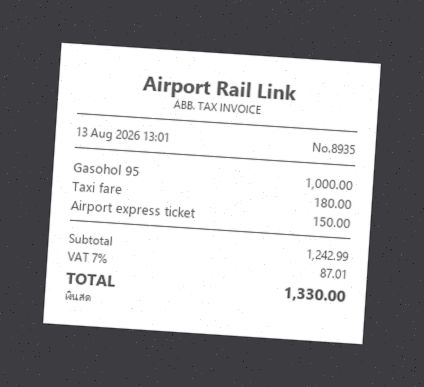 Airport Rail Link
ABB. TAX INVOICE
13 Aug 2026 13:01 No.8935
Gasohol 95 1,000.00
Taxi fare 180.00
Airport express ticket 150.00
Subtotal 1,242.99
VAT 7% 87.01
TOTAL 1,330.00
เงินสด